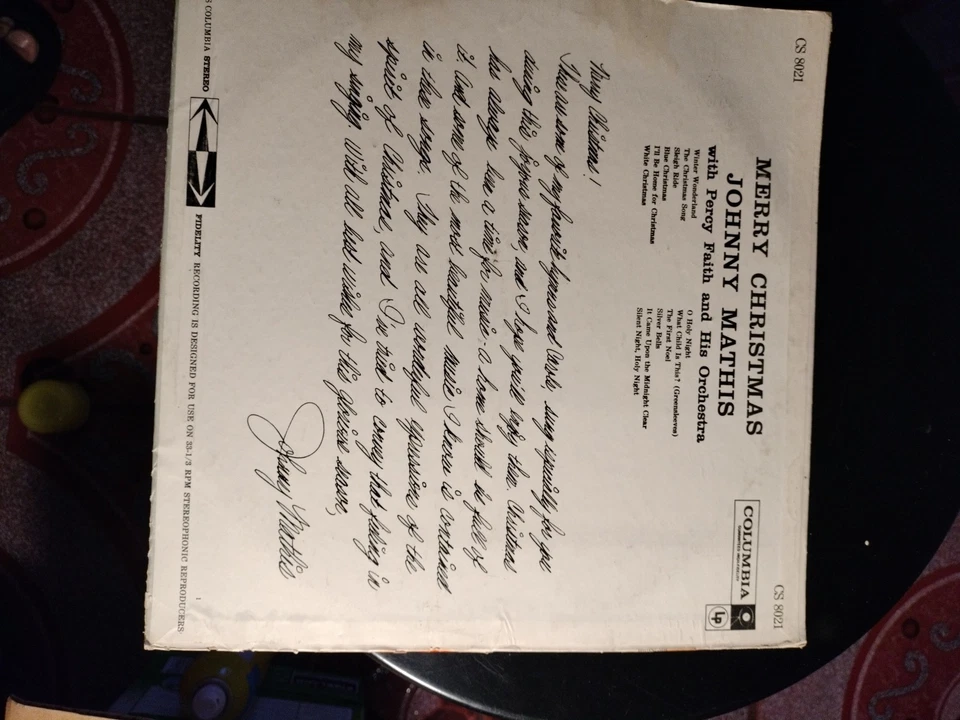 CS 8021
CS 8021
MERRY CHRISTMAS
JOHNNY MATHIS
with Percy Faith and His Orchestra
COLUMBIA
Lp
Winter Wonderland
The Christmas Song
Sleigh Ride
Blue Christmas
I'll Be Home for Christmas
White Christmas
O Holy Night
What Child Is This? (Greensleeves)
The First Noel
Silver Bells
It Came Upon the Midnight Clear
Silent Night, Holy Night
Merry Christmas!
These are some of my favorite hymns and carols, sung especially for you
during this joyous season, and I hope you'll enjoy them. Christmas
has always been a time for music. A home should be full of
it. And some of the most beautiful music I know is contained
in these songs. They are all wonderful expressions of the
spirit of Christmas, and I've tried to convey that feeling in
my singing. With all best wishes for this glorious season,
Johnny Mathis
S COLUMBIA STEREO FIDELITY RECORDING IS DESIGNED FOR USE ON 33-1/3 RPM STEREOPHONIC REPRODUCERS
1